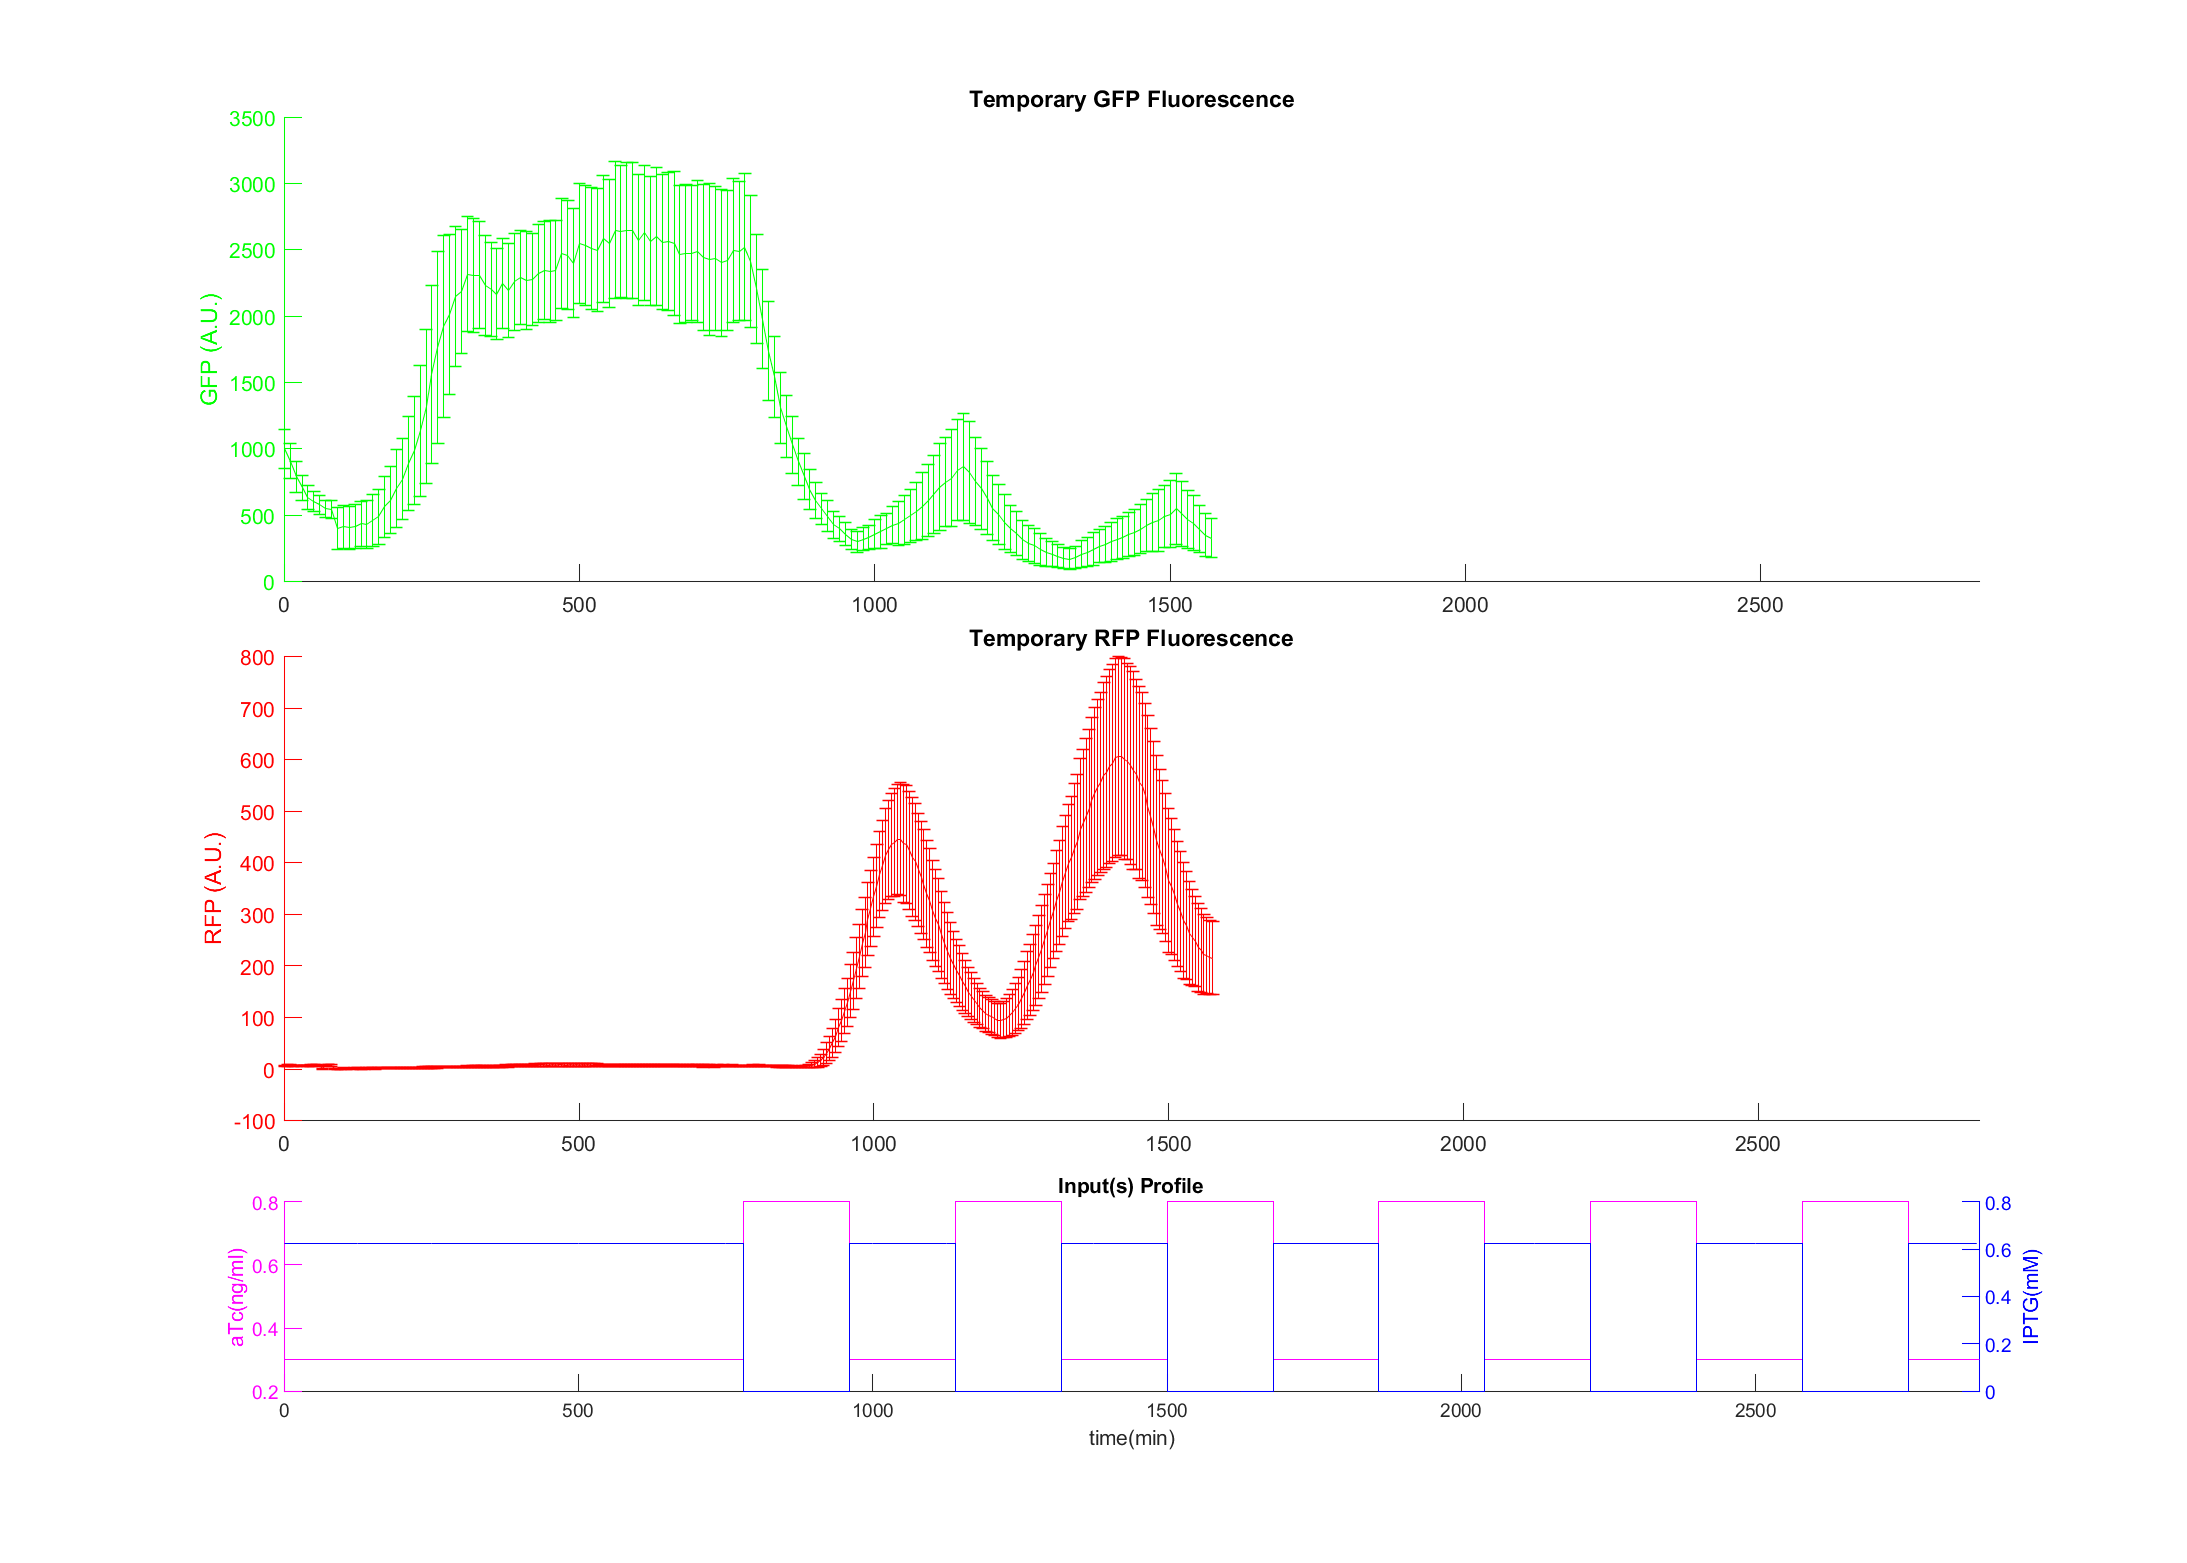 Temporary GFP Fluorescence
3500
3000
2500
2000
1500
1000
500
0
GFP (A.U.)
0 500 1000 1500 2000 2500
Temporary RFP Fluorescence
800
700
600
500
400
300
200
100
0
-100
RFP (A.U.)
0 500 1000 1500 2000 2500
Input(s) Profile
0.8
0.6
0.4
0.2
aTc(ng/ml)
0.8
0.6
0.4
0.2
0
IPTG(mM)
0 500 1000 1500 2000 2500
time(min)